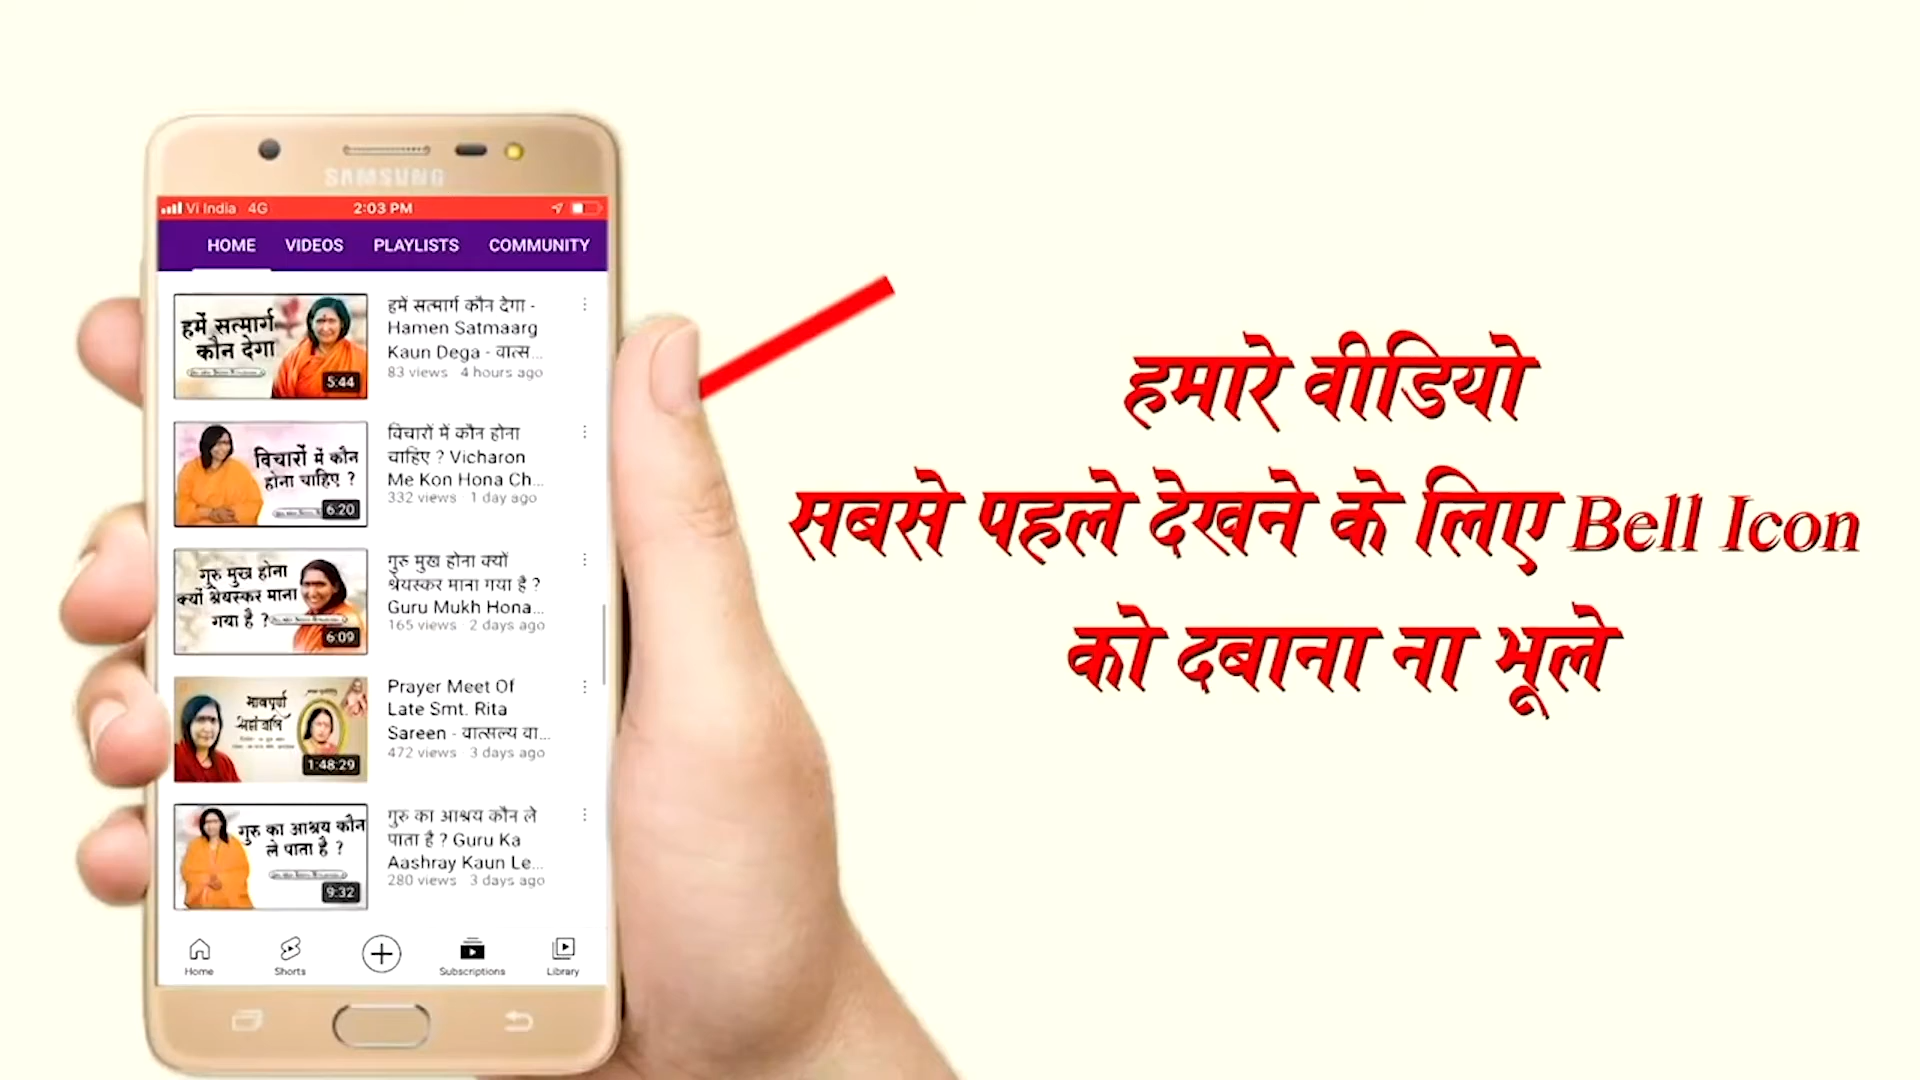 SAMSUNG
Vi India 4G 2:03 PM
HOME VIDEOS PLAYLISTS COMMUNITY
हमें सत्मार्ग
कौन देगा
5:44
हमें सत्मार्ग कौन देगा -
Hamen Satmaarg
Kaun Dega - वात्स...
83 views 4 hours ago
विचारों में कौन
होना चाहिए ?
6:20
विचारों में कौन होना
चाहिए ? Vicharon
Me Kon Hona Ch...
332 views · 1 day ago
गुरु मुख होना
क्यों श्रेयस्कर माना
गया है ?
6:09
गुरु मुख होना क्यों
श्रेयस्कर माना गया है ?
Guru Mukh Hona...
165 views · 2 days ago
भावपूर्ण
1:48:29
Prayer Meet Of
Late Smt. Rita
Sareen - वात्सल्य वा...
472 views · 3 days ago
गुरु का आश्रय कौन
ले पाता है ?
9:32
गुरु का आश्रय कौन ले
पाता है ? Guru Ka
Aashray Kaun Le...
280 views 3 days ago
Home Shorts Subscriptions Library
हमारे वीडियो
सबसे पहले देखने के लिए Bell Icon
को दबाना ना भूले